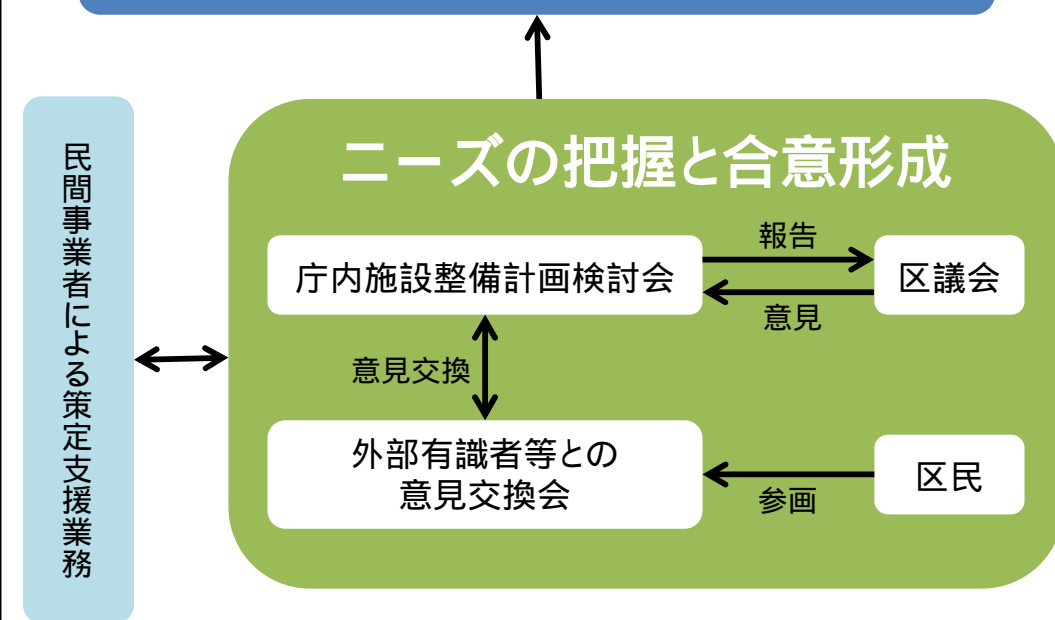 ニーズの把握と合意形成
民間事業者による策定支援業務
庁内施設整備計画検討会
報告
区議会
意見
意見交換
外部有識者等との
意見交換会
参画
区民